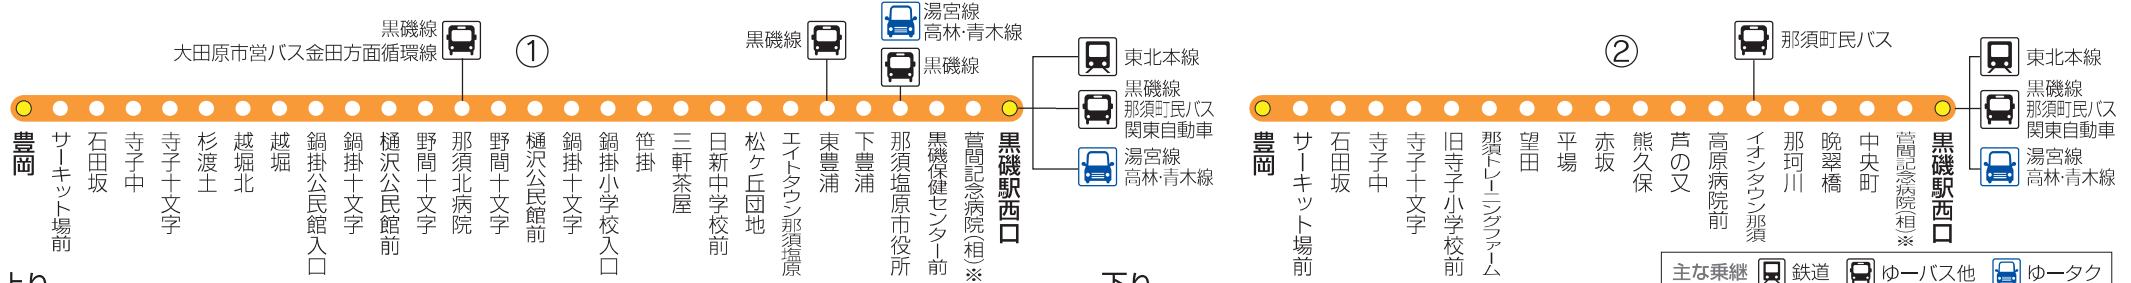 黒磯線
大田原市営バス金田方面循環線
①
黒磯線
湯宮線
高林・青木線
黒磯線
東北本線
黒磯線
那須町民バス
関東自動車
湯宮線
高林・青木線
豊岡
サーキット場前
石田坂
寺子中
寺子十文字
杉渡土
越堀北
越堀
鍋掛公民館入口
鍋掛十文字
樋沢公民館前
野間十文字
那須北病院
野間十文字
樋沢公民館前
鍋掛十文字
鍋掛小学校入口
笹掛
三軒茶屋
日新中学校前
松ヶ丘団地
エイトタウン那須塩原
東豊浦
下豊浦
那須塩原市役所
黒磯保健センター前
菅間記念病院(相)※
黒磯駅西口
②
那須町民バス
東北本線
黒磯線
那須町民バス
関東自動車
湯宮線
高林・青木線
豊岡
サーキット場前
石田坂
寺子中
寺子十文字
旧寺子小学校前
那須トレーニングファーム
望田
平場
赤坂
熊久保
芦の又
高原病院前
イオンタウン那須
那珂川
晩翠橋
中央町
菅間記念病院(相)※
黒磯駅西口
主な乗継 鉄道 ゆーバス他 ゆータク